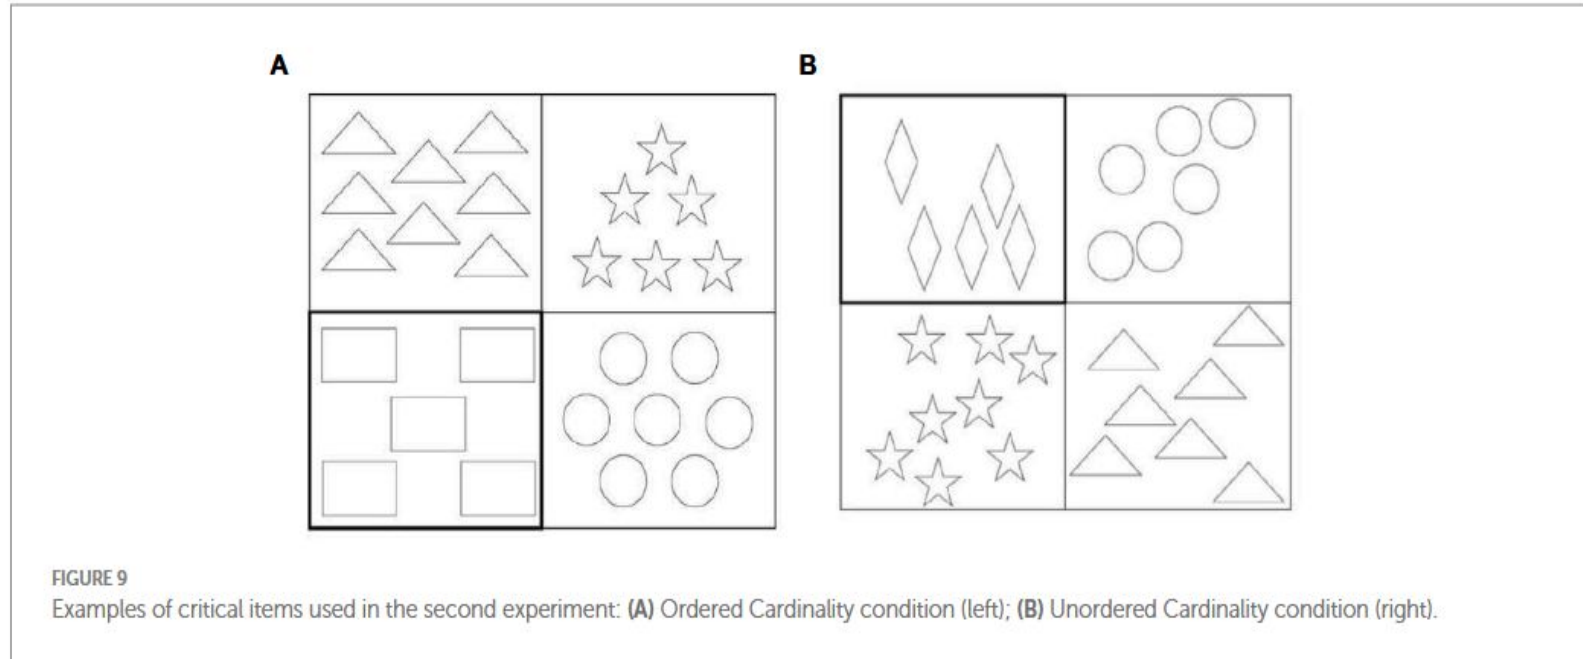 A
B
FIGURE 9
Examples of critical items used in the second experiment: (A) Ordered Cardinality condition (left); (B) Unordered Cardinality condition (right).